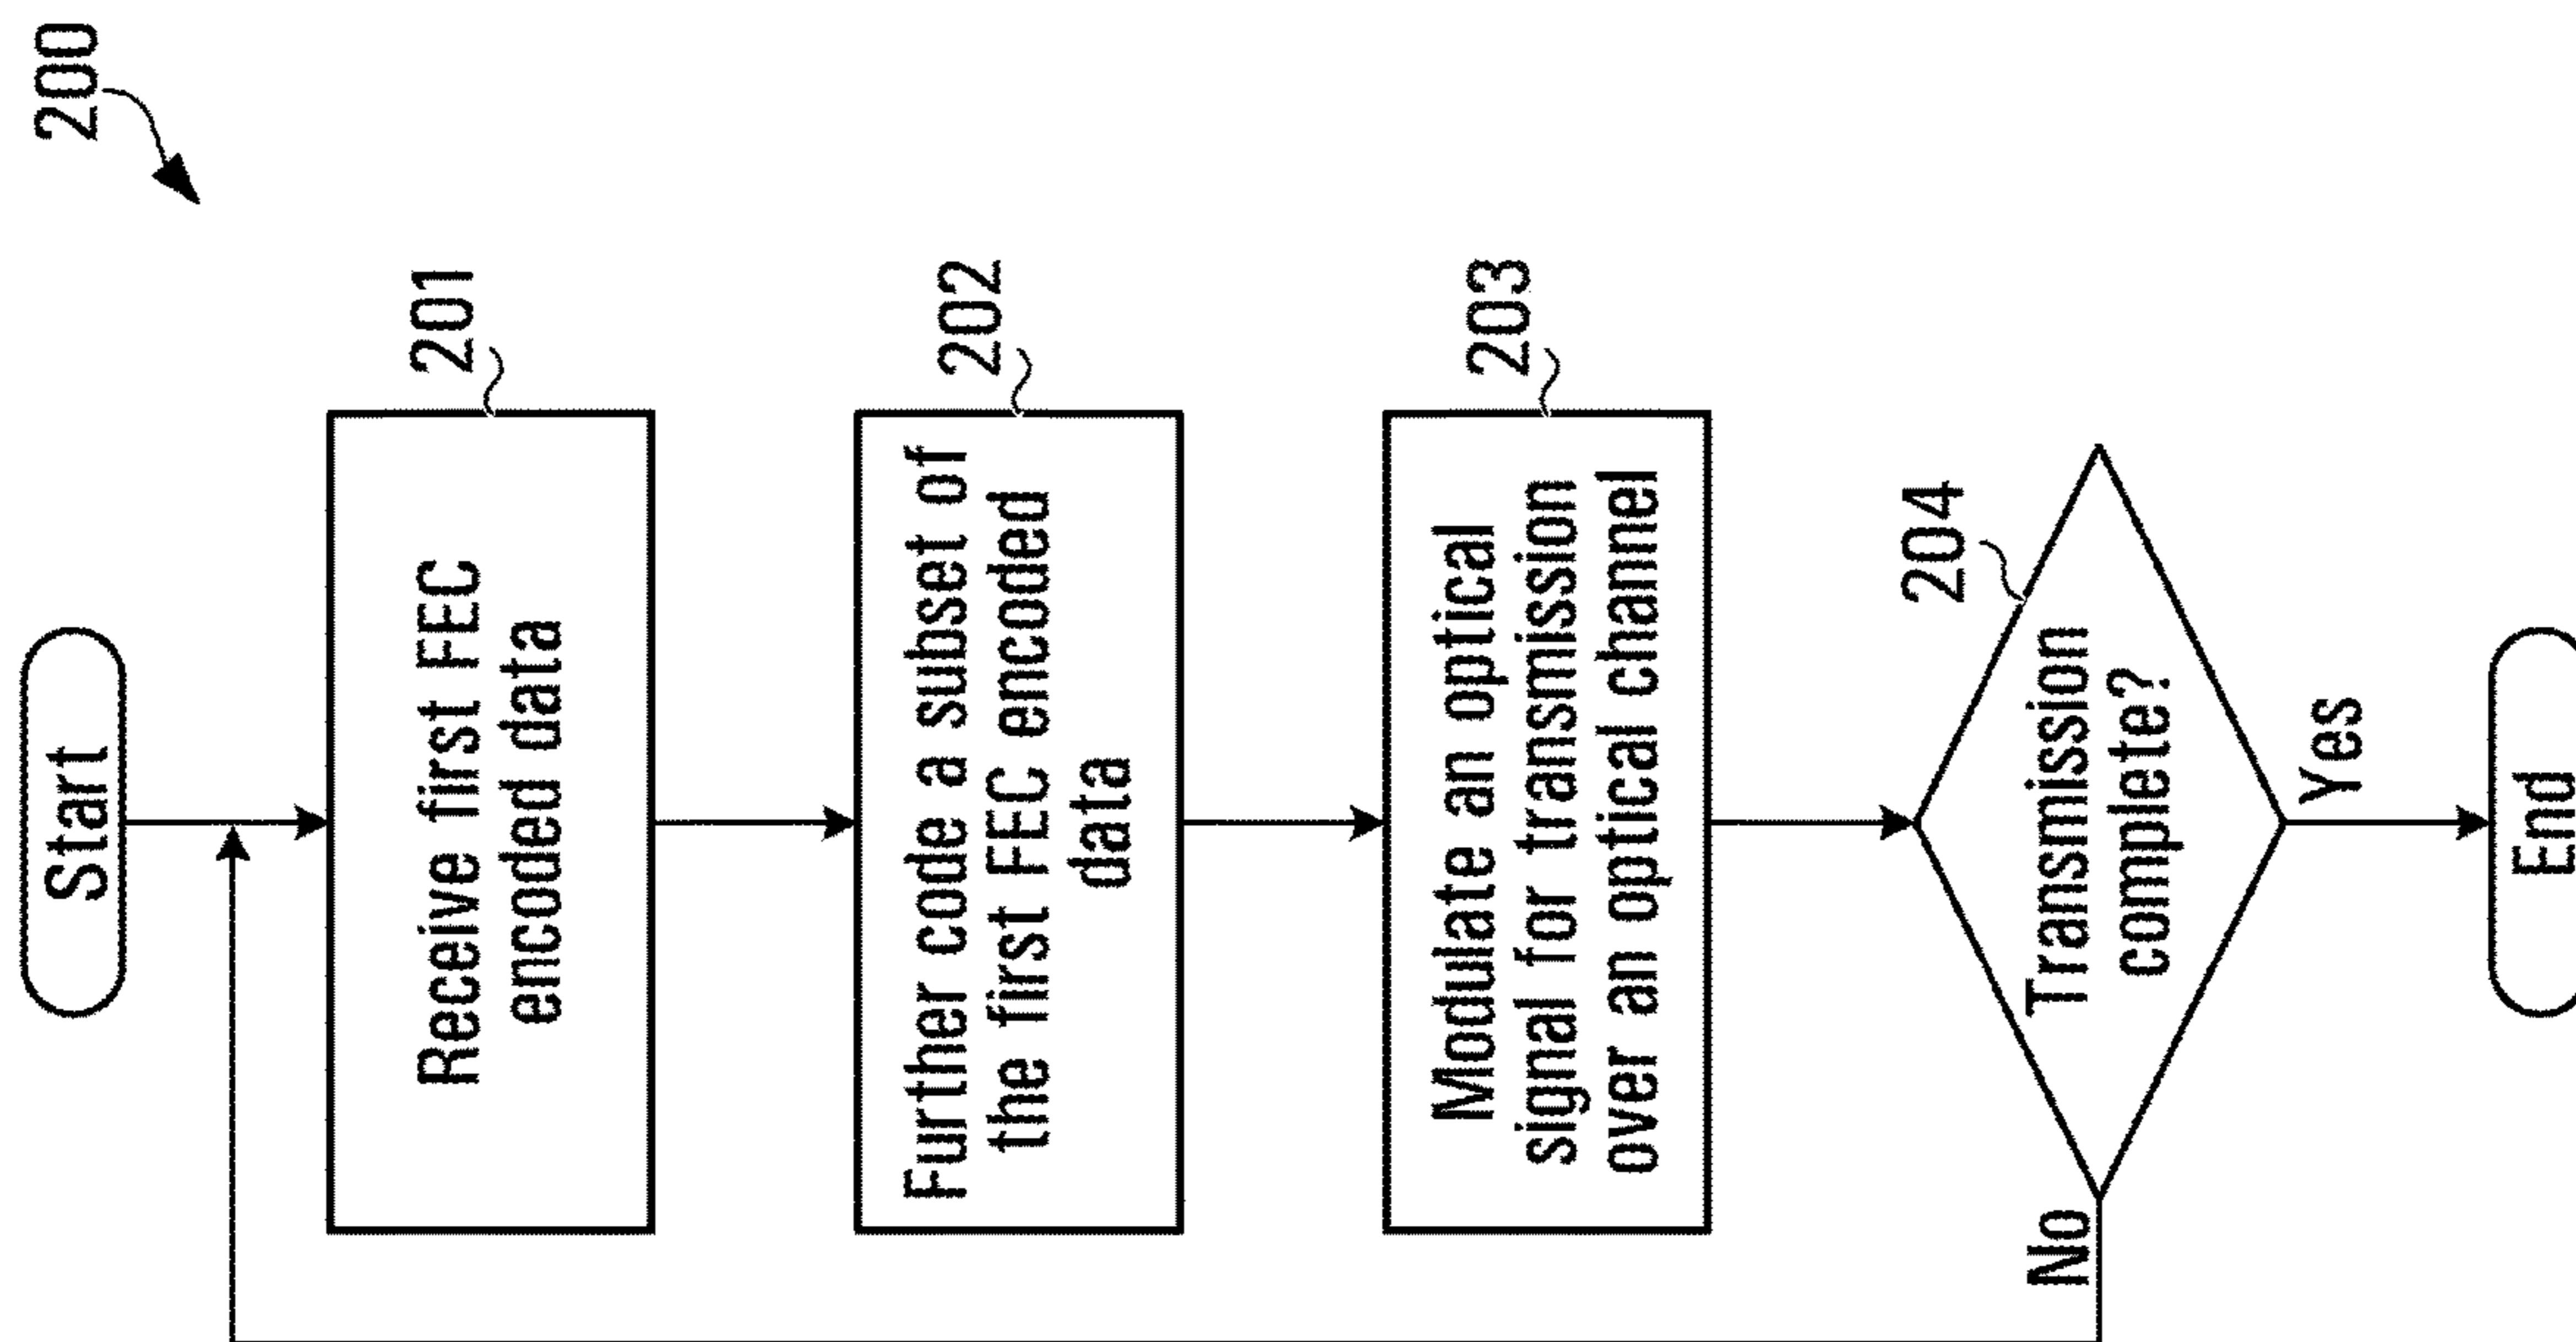 200
Start
201
Receive first FEC
encoded data
202
Further code a subset of
the first FEC encoded
data
203
Modulate an optical
signal for transmission
over an optical channel
204
Transmission
complete?
No
Yes
End